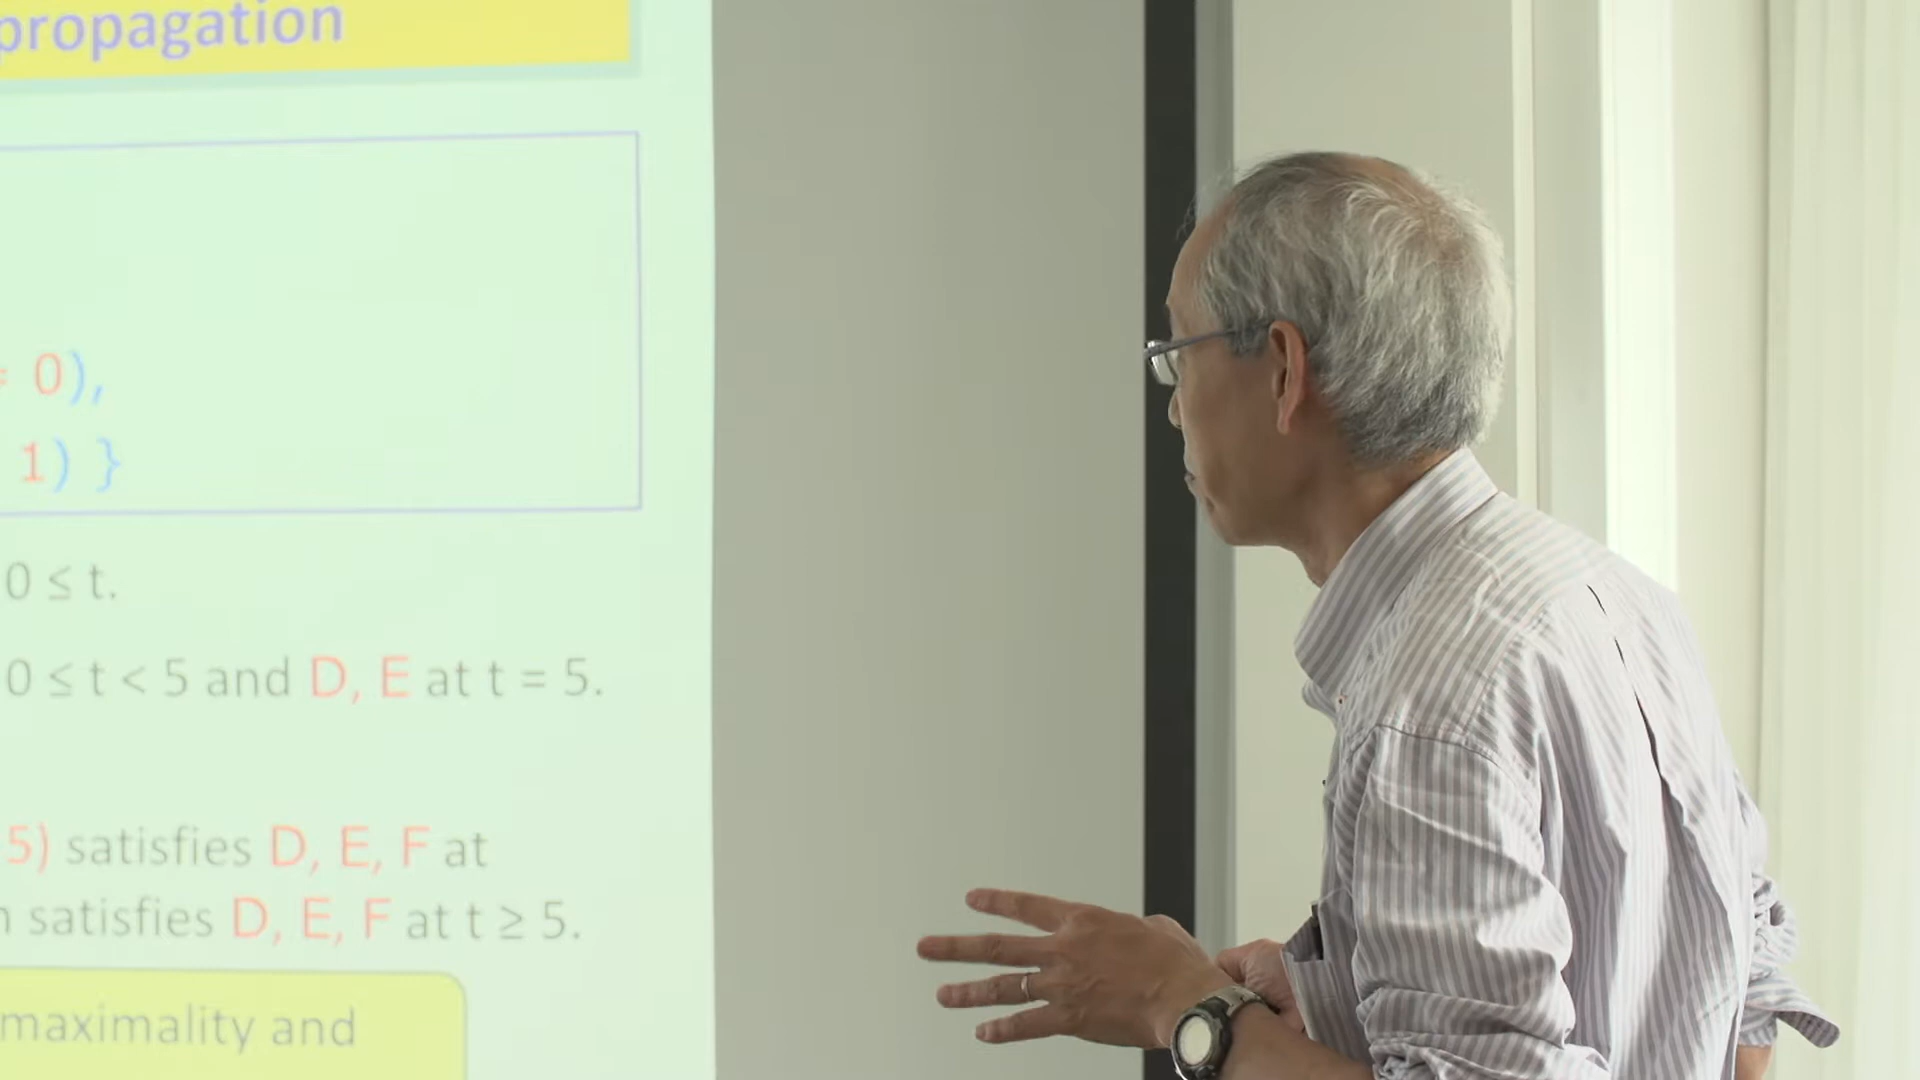 propagation
= 0),
1) }
0 ≤ t.
0 ≤ t < 5 and D, E at t = 5.
5) satisfies D, E, F at
satisfies D, E, F at t ≥ 5.
maximality and